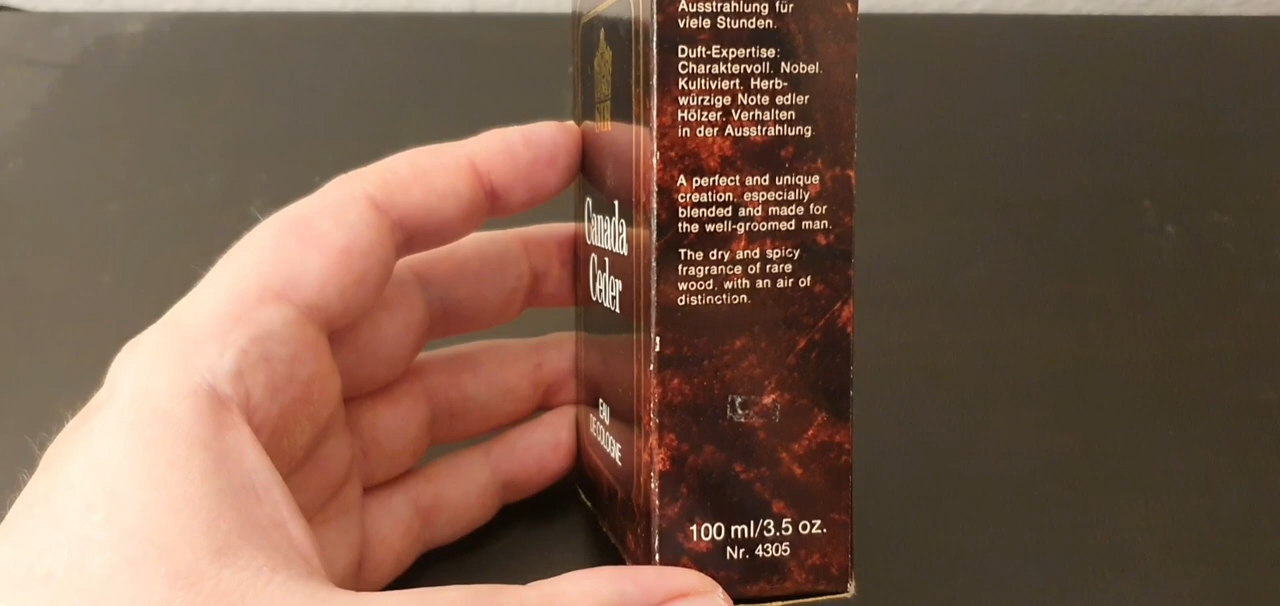 Ausstrahlung für
viele Stunden.
Duft-Expertise:
Charaktervoll. Nobel.
Kultiviert. Herb-
würzige Note edler
Hölzer. Verhalten
in der Ausstrahlung.
A perfect and unique
creation, especially
blended and made for
the well-groomed man.
The dry and spicy
fragrance of rare
wood, with an air of
distinction.
100 ml/3.5 oz.
Nr. 4305
SIR
Canada
Ceder
EAU
DE COLOGNE